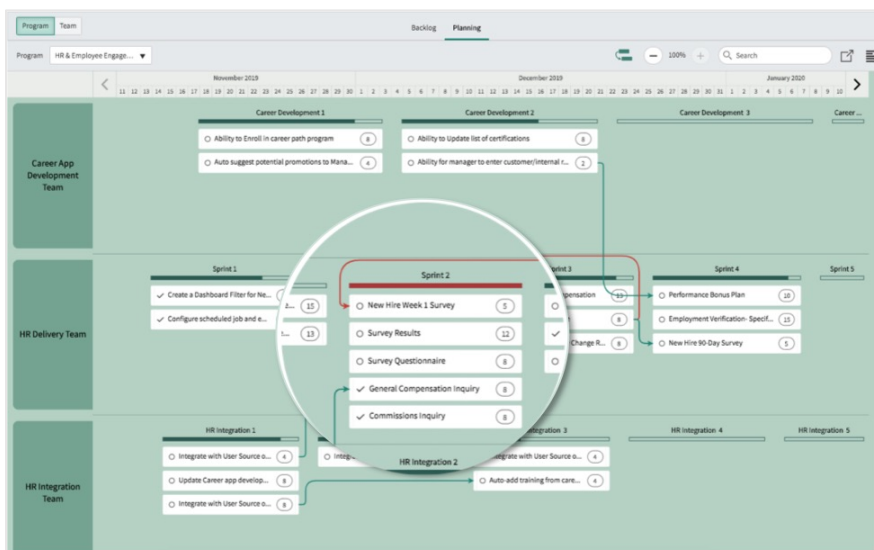 Program Team
Backlog Planning
Program HR & Employee Engage... 100% Search
November 2019 December 2019 January 2020
11 12 13 14 15 16 17 18 19 20 21 22 23 24 25 26 27 28 29 30 1 2 3 4 5 6 7 8 9 10 11 12 13 14 15 16 17 18 19 20 21 22 23 24 25 26 27 28 29 30 31 1 2 3 4 5 6 7 8 9 10
Career App
Development
Team
Career Development 1
Ability to Enroll in career path program 8
Auto suggest potential promotions to Mana... 4
Career Development 2
Ability to Update list of certifications 8
Ability for manager to enter customer/internal r... 2
Career Development 3
Career ...
HR Delivery Team
Sprint 1
Create a Dashboard Filter for Ne...
Configure scheduled job and e...
15
13
Sprint 2
New Hire Week 1 Survey 5
Survey Results 12
Survey Questionnaire 8
General Compensation Inquiry 8
Commissions Inquiry 8
Sprint 4
Performance Bonus Plan 10
Employment Verification- Specif... 15
New Hire 90-Day Survey 5
Sprint 5
8
Change R... 8
HR Integration
Team
HR Integration 1
Integrate with User Source o... 4
Update Career app develop... 8
Integrate with User Source o... 8
HR Integration 2
Auto-add training from care... 4
HR Integration 4
HR Integration 5